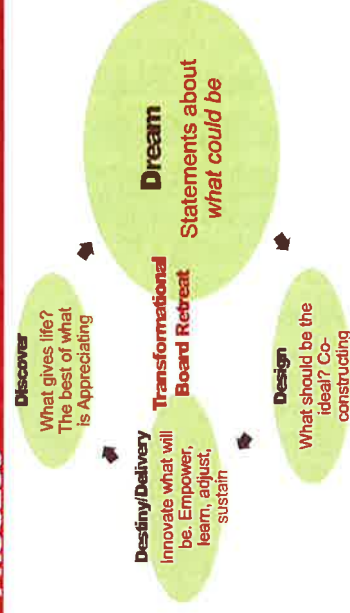 Discover
What gives life?
The best of what
is Appreciating
Dream
Statements about
what could be
Transformational
Board Retreat
Design
What should be the
ideal? Co-
constructing
Destiny/Delivery
Innovate what will
be. Empower,
learn, adjust,
sustain